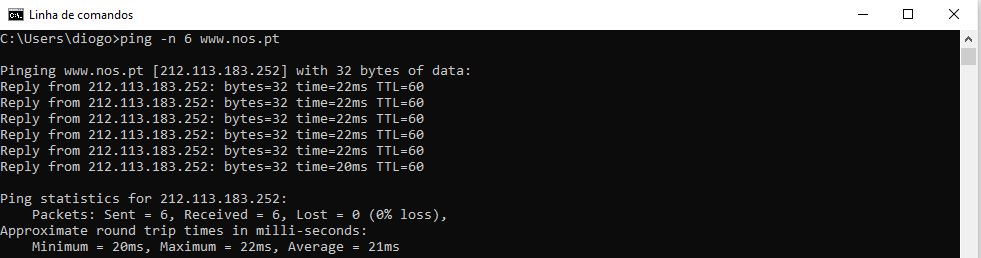 Linha de comandos
C:\Users\diogo>ping -n 6 www.nos.pt
Pinging www.nos.pt [212.113.183.252] with 32 bytes of data:
Reply from 212.113.183.252: bytes=32 time=22ms TTL=60
Reply from 212.113.183.252: bytes=32 time=22ms TTL=60
Reply from 212.113.183.252: bytes=32 time=22ms TTL=60
Reply from 212.113.183.252: bytes=32 time=22ms TTL=60
Reply from 212.113.183.252: bytes=32 time=22ms TTL=60
Reply from 212.113.183.252: bytes=32 time=20ms TTL=60
Ping statistics for 212.113.183.252:
    Packets: Sent = 6, Received = 6, Lost = 0 (0% loss),
Approximate round trip times in milli-seconds:
    Minimum = 20ms, Maximum = 22ms, Average = 21ms